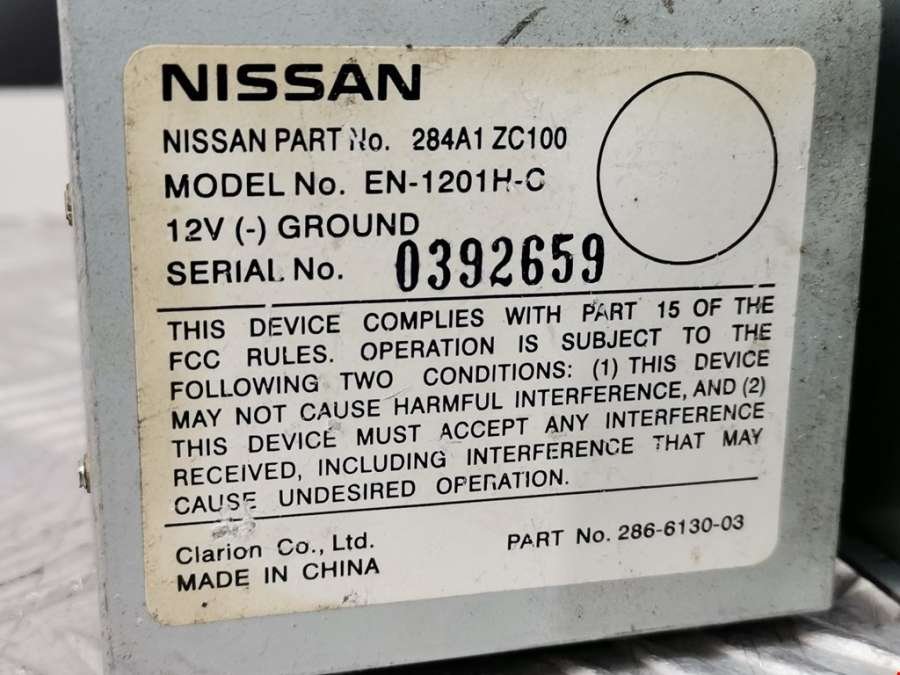 NISSAN
NISSAN PART No. 284A1 ZC100
MODEL No. EN-1201H-C
12V (-) GROUND
SERIAL No. 0392659
THIS DEVICE COMPLIES WITH PART 15 OF THE
FCC RULES. OPERATION IS SUBJECT TO THE
FOLLOWING TWO CONDITIONS: (1) THIS DEVICE
MAY NOT CAUSE HARMFUL INTERFERENCE, AND (2)
THIS DEVICE MUST ACCEPT ANY INTERFERENCE
RECEIVED, INCLUDING INTERFERENCE THAT MAY
CAUSE UNDESIRED OPERATION.
Clarion Co., Ltd. PART No. 286-6130-03
MADE IN CHINA